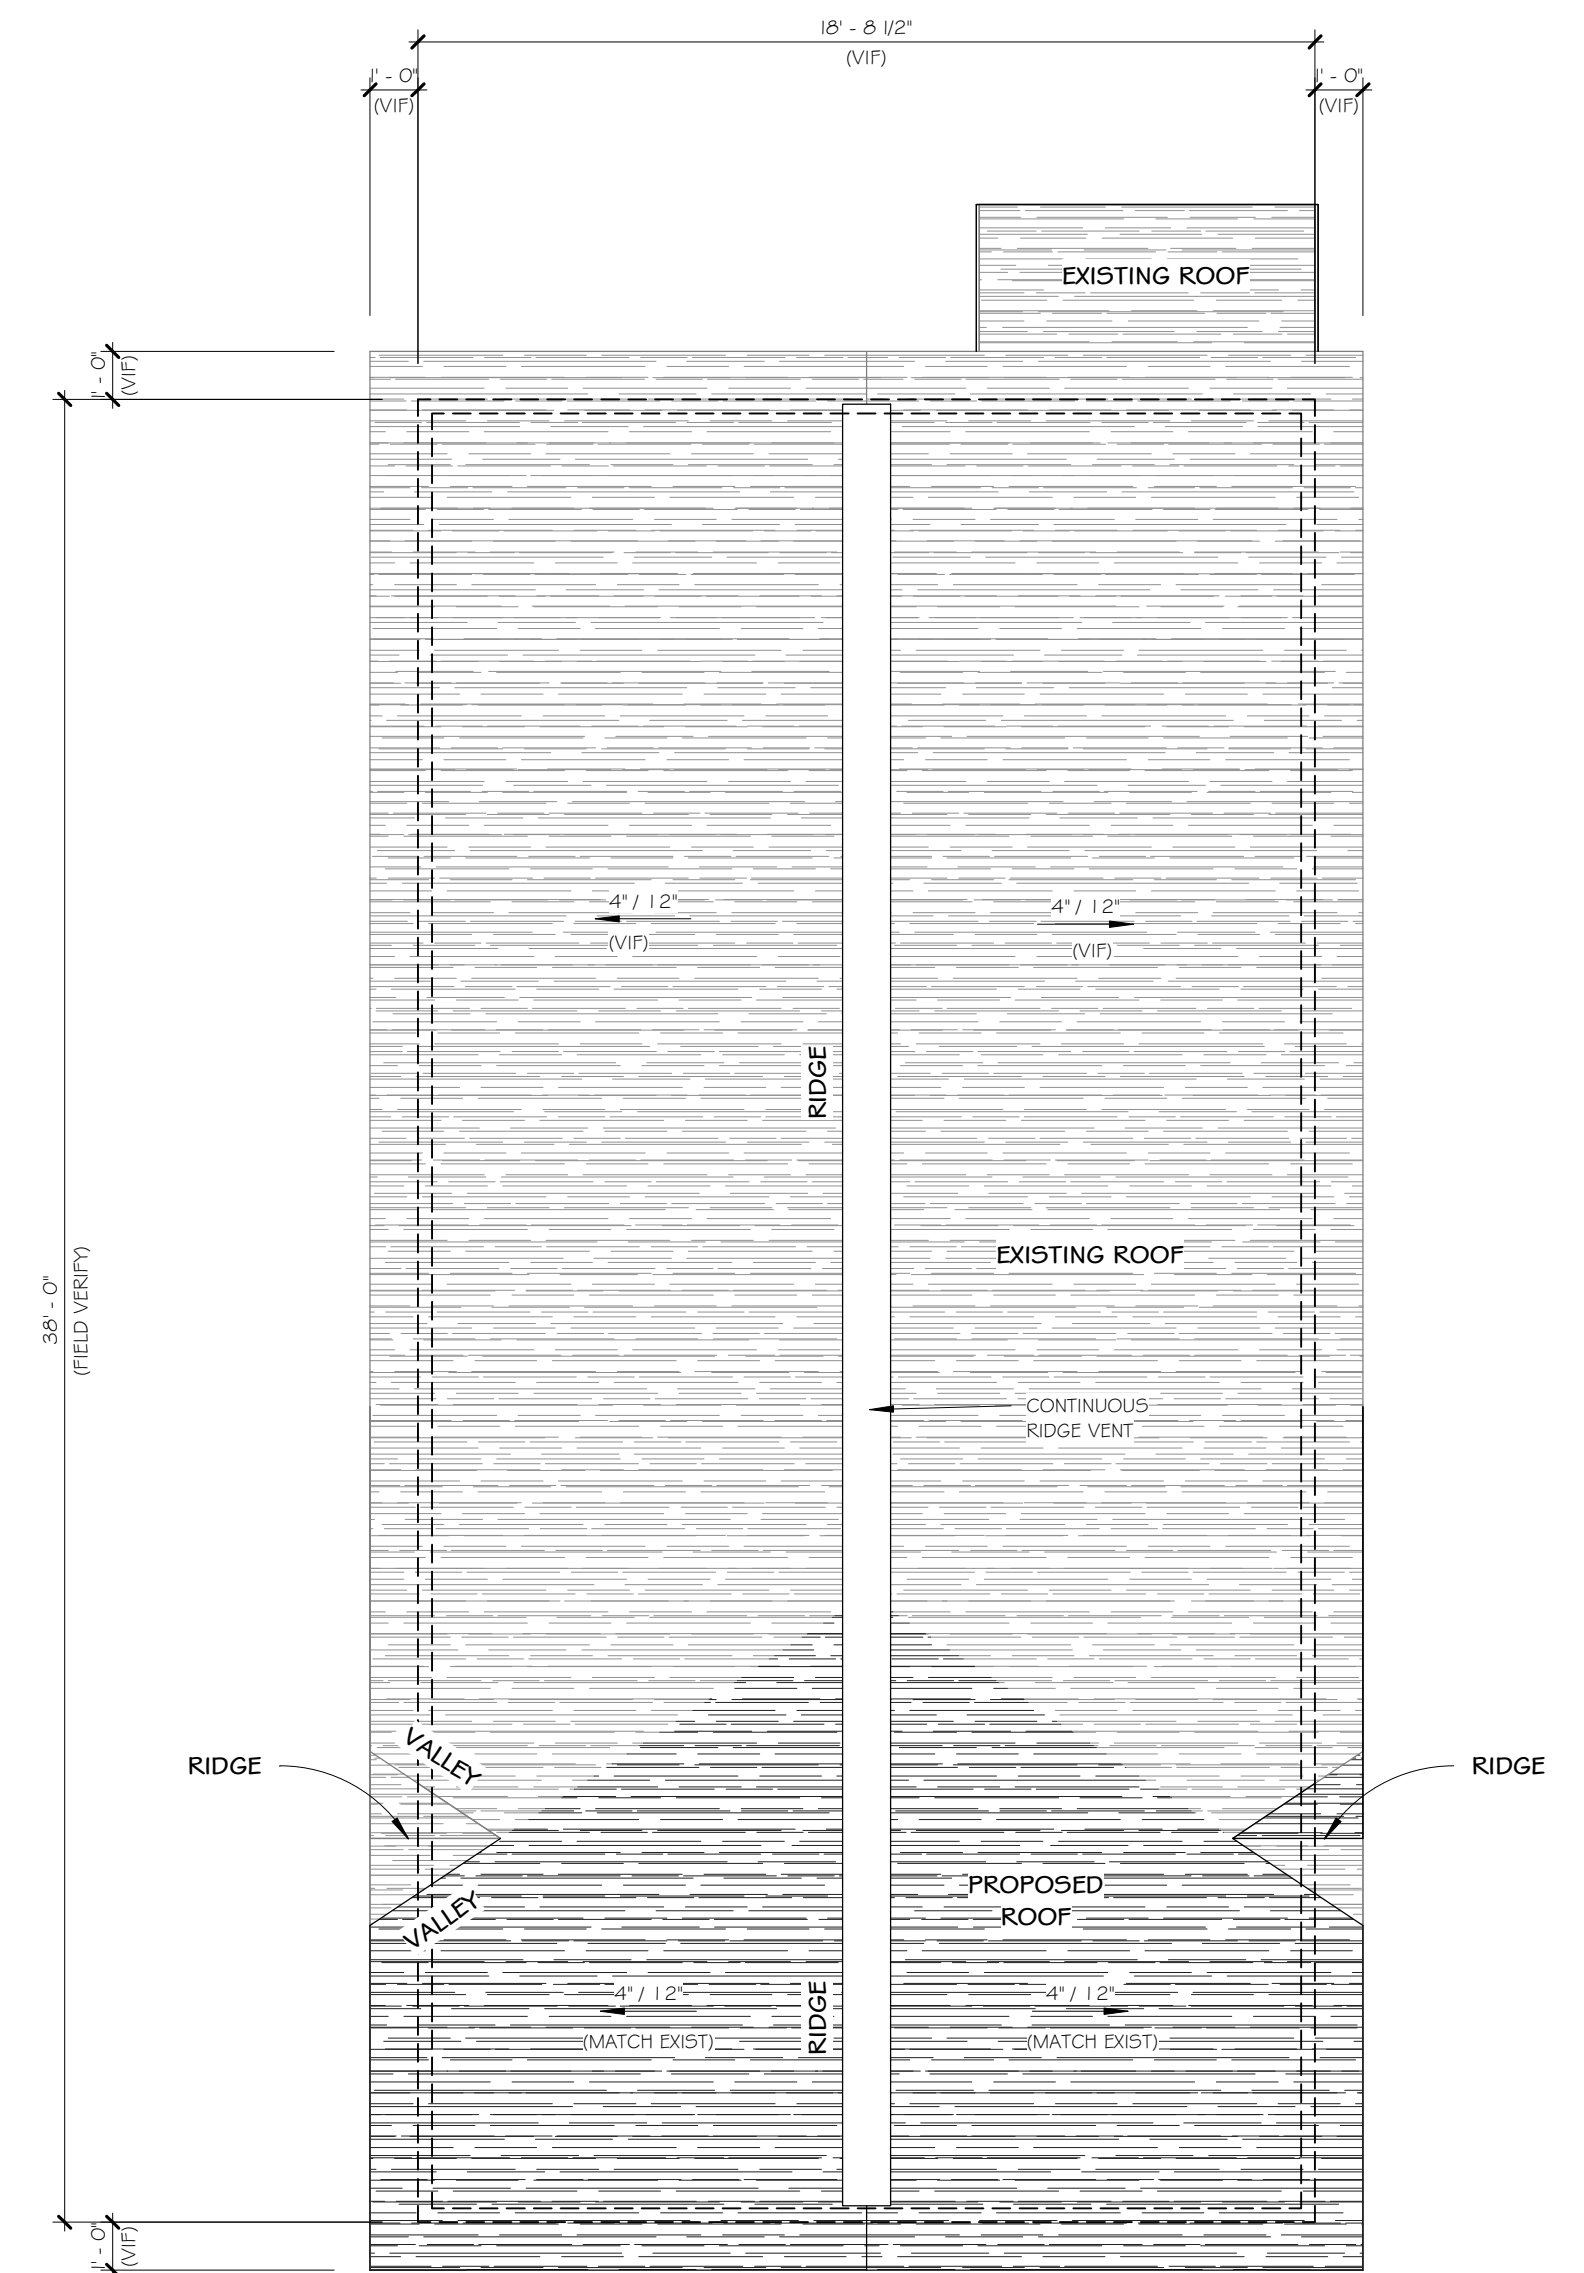 18' - 8 1/2"
(VIF)
1' - 0"
(VIF)
1' - 0"
(VIF)
EXISTING ROOF
1' - 0"
(VIF)
4" / 12"
(VIF)
4" / 12"
(VIF)
RIDGE
38' - 0"
(FIELD VERIFY)
EXISTING ROOF
CONTINUOUS
RIDGE VENT
VALLEY
RIDGE
RIDGE
VALLEY
PROPOSED
ROOF
4" / 12"
(MATCH EXIST)
RIDGE
4" / 12"
(MATCH EXIST)
1' - 0"
(VIF)